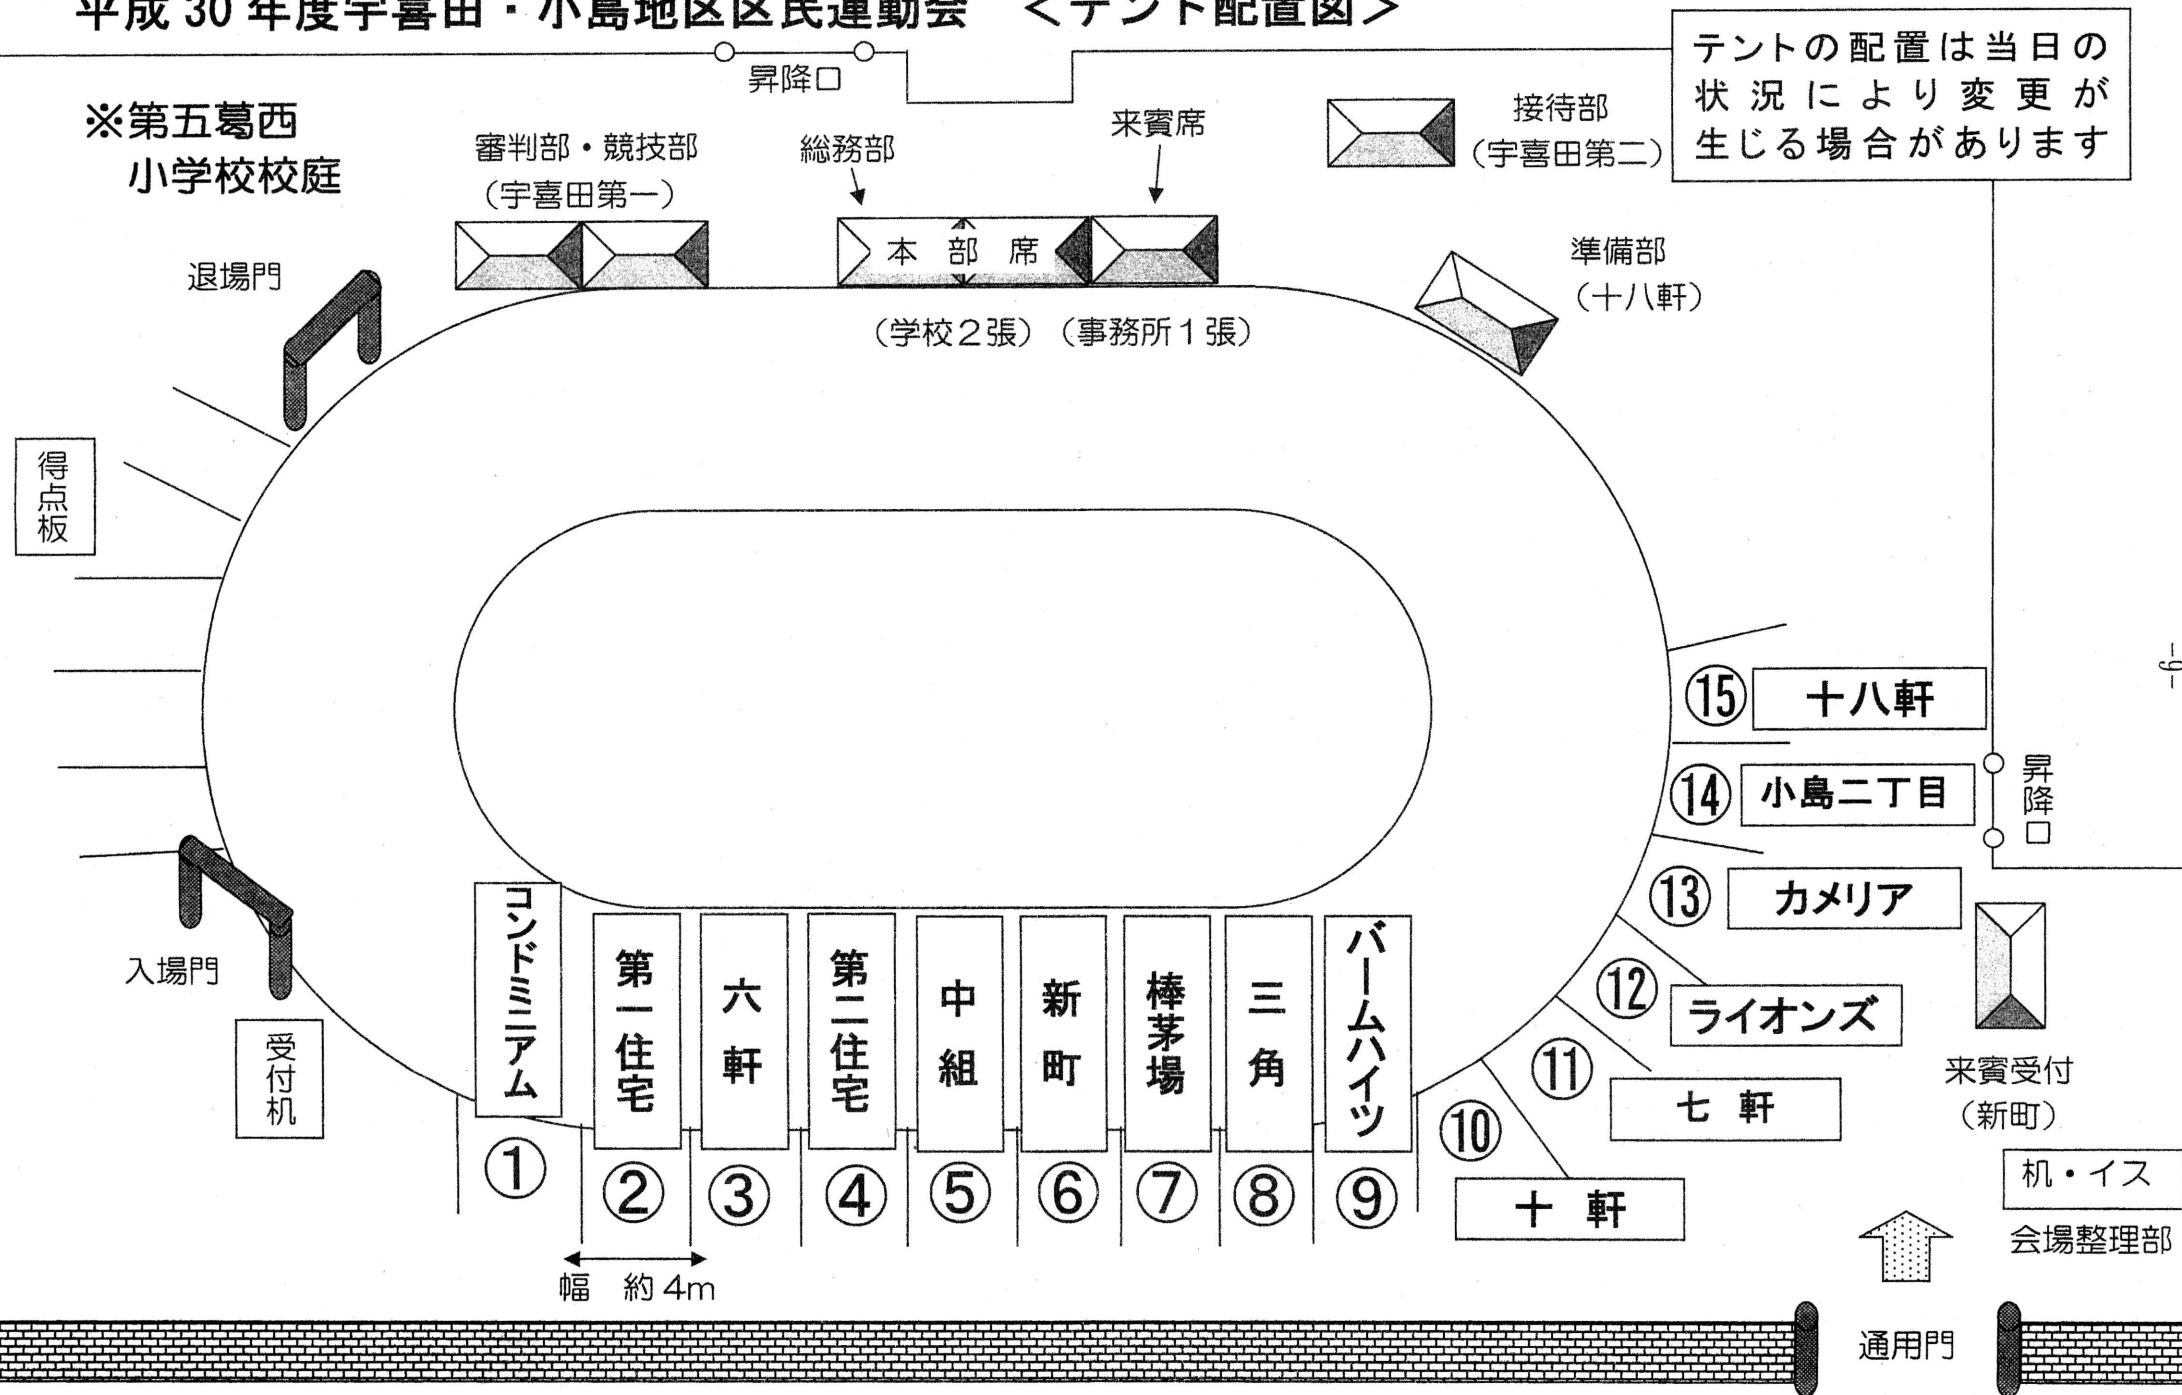 平成30年度宇喜田・小島地区区民運動会　＜テント配置図＞
テントの配置は当日の
状況により変更が
生じる場合があります
昇降口
※第五葛西
小学校校庭
審判部・競技部
（宇喜田第一）
総務部
来賓席
接待部
（宇喜田第二）
本部席
準備部
（十八軒）
退場門
（学校２張）（事務所１張）
得点板
⑮ 十八軒
⑭ 小島二丁目
昇降口
⑬ カメリア
⑫ ライオンズ
⑪ 七軒
⑩ 十軒
入場門
受付机
コンドミニアム
①
第一住宅
②
六軒
③
第二住宅
④
中組
⑤
新町
⑥
棒茅場
⑦
三角
⑧
バームハイツ
⑨
幅　約4m
来賓受付
（新町）
机・イス
会場整理部
通用門
-9-